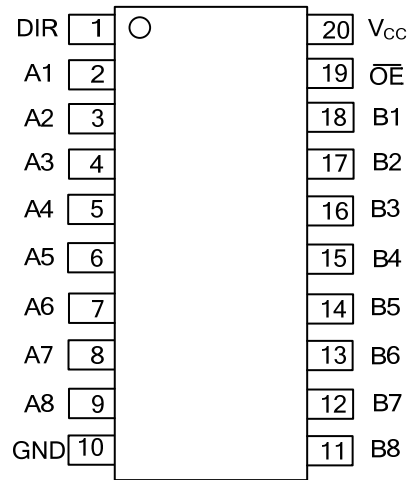 DIR 1 20 V_CC
A1 2 19 O̅E̅
A2 3 18 B1
A3 4 17 B2
A4 5 16 B3
A5 6 15 B4
A6 7 14 B5
A7 8 13 B6
A8 9 12 B7
GND 10 11 B8